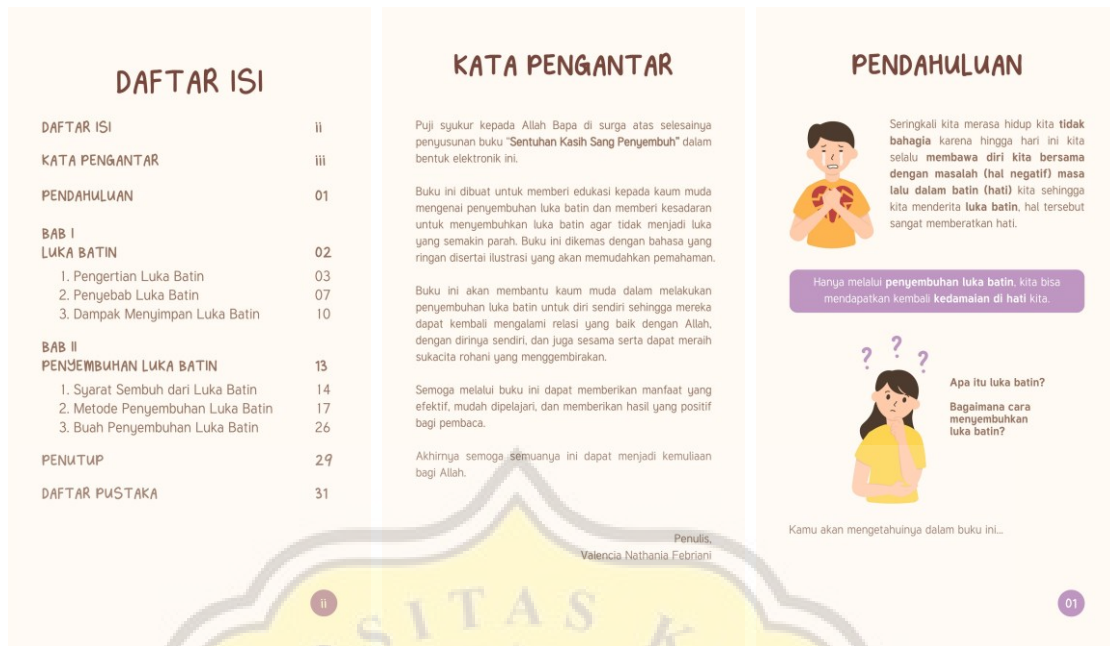 DAFTAR ISI
DAFTAR ISI ii
KATA PENGANTAR iii
PENDAHULUAN 01
BAB I
LUKA BATIN 02
1. Pengertian Luka Batin 03
2. Penyebab Luka Batin 07
3. Dampak Menyimpan Luka Batin 10
BAB II
PENYEMBUHAN LUKA BATIN 13
1. Syarat Sembuh dari Luka Batin 14
2. Metode Penyembuhan Luka Batin 17
3. Buah Penyembuhan Luka Batin 26
PENUTUP 29
DAFTAR PUSTAKA 31
ii
KATA PENGANTAR
Puji syukur kepada Allah Bapa di surga atas selesainya
penyusunan buku "Sentuhan Kasih Sang Penyembuh" dalam
bentuk elektronik ini.
Buku ini dibuat untuk memberi edukasi kepada kaum muda
mengenai penyembuhan luka batin dan memberi kesadaran
untuk menyembuhkan luka batin agar tidak menjadi luka
yang semakin parah. Buku ini dikemas dengan bahasa yang
ringan disertai ilustrasi yang akan memudahkan pemahaman.
Buku ini akan membantu kaum muda dalam melakukan
penyembuhan luka batin untuk diri sendiri sehingga mereka
dapat kembali mengalami relasi yang baik dengan Allah,
dengan dirinya sendiri, dan juga sesama serta dapat meraih
sukacita rohani yang menggembirakan.
Semoga melalui buku ini dapat memberikan manfaat yang
efektif, mudah dipelajari, dan memberikan hasil yang positif
bagi pembaca.
Akhirnya semoga semuanya ini dapat menjadi kemuliaan
bagi Allah.
Penulis,
Valencia Nathania Febriani
PENDAHULUAN
Seringkali kita merasa hidup kita tidak
bahagia karena hingga hari ini kita
selalu membawa diri kita bersama
dengan masalah (hal negatif) masa
lalu dalam batin (hati) kita sehingga
kita menderita luka batin, hal tersebut
sangat memberatkan hati.
Hanya melalui penyembuhan luka batin, kita bisa
mendapatkan kembali kedamaian di hati kita.
? ? ?
Apa itu luka batin?
Bagaimana cara
menyembuhkan
luka batin?
Kamu akan mengetahuinya dalam buku ini...
01
SITAS K